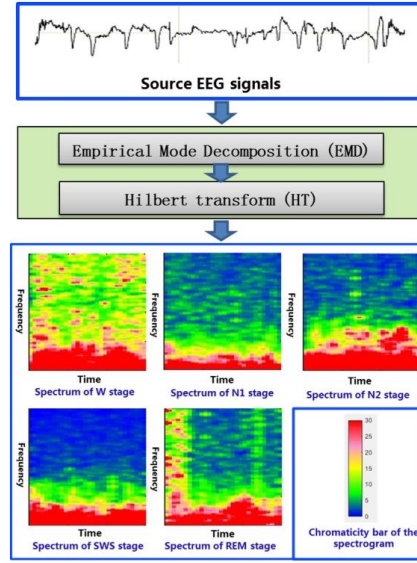 Source EEG signals
Empirical Mode Decomposition (EMD)
Hilbert transform (HT)
Frequency
Time
Spectrum of W stage
Frequency
Time
Spectrum of N1 stage
Frequency
Time
Spectrum of N2 stage
Frequency
Time
Spectrum of SWS stage
Frequency
Time
Spectrum of REM stage
30
25
20
15
10
5
0
Chromaticity bar of the
spectrogram